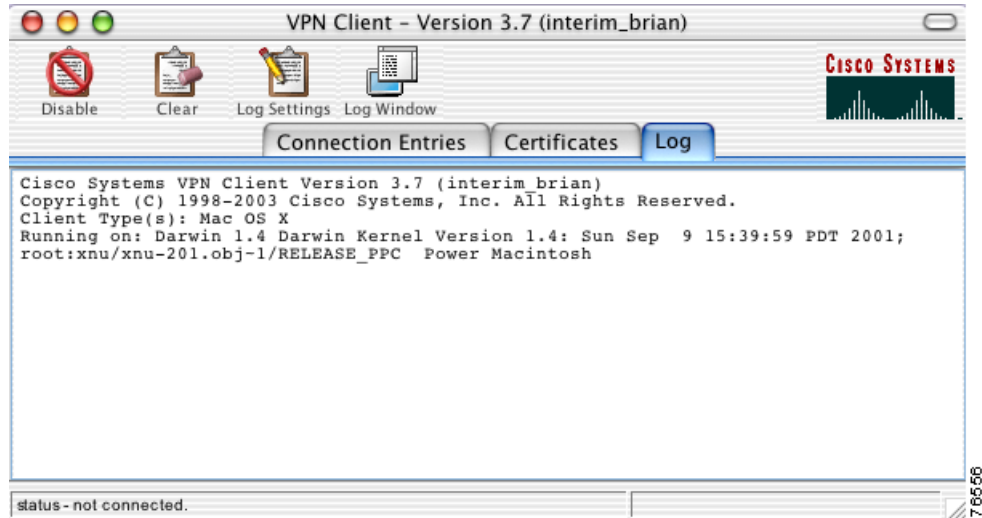 VPN Client – Version 3.7 (interim_brian)
Disable
Clear
Log Settings
Log Window
CISCO SYSTEMS
Connection Entries
Certificates
Log
Cisco Systems VPN Client Version 3.7 (interim_brian)
Copyright (C) 1998-2003 Cisco Systems, Inc. All Rights Reserved.
Client Type(s): Mac OS X
Running on: Darwin 1.4 Darwin Kernel Version 1.4: Sun Sep  9 15:39:59 PDT 2001;
root:xnu/xnu-201.obj~1/RELEASE_PPC  Power Macintosh
status - not connected.
76556